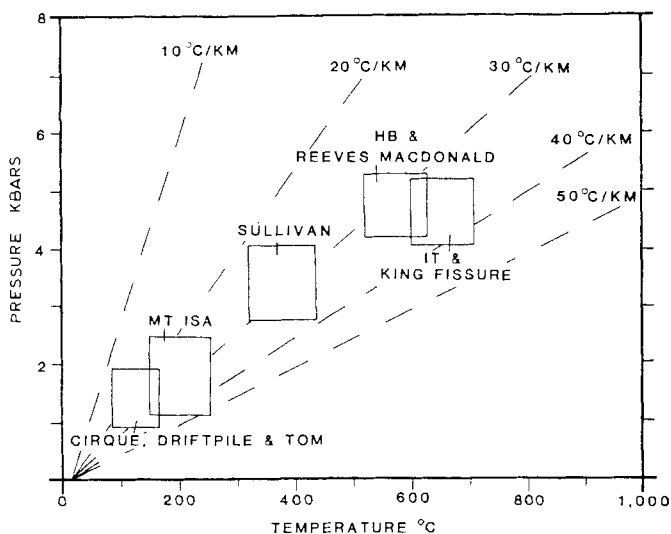 8
10°C/KM
20°C/KM
30°C/KM
HB &
REEVES MACDONALD
6
40°C/KM
50°C/KM
SULLIVAN
IT &
KING FISSURE
4
PRESSURE KBARS
MT ISA
2
CIRQUE, DRIFTPILE & TOM
0
0 200 400 600 800 1,000
TEMPERATURE °C